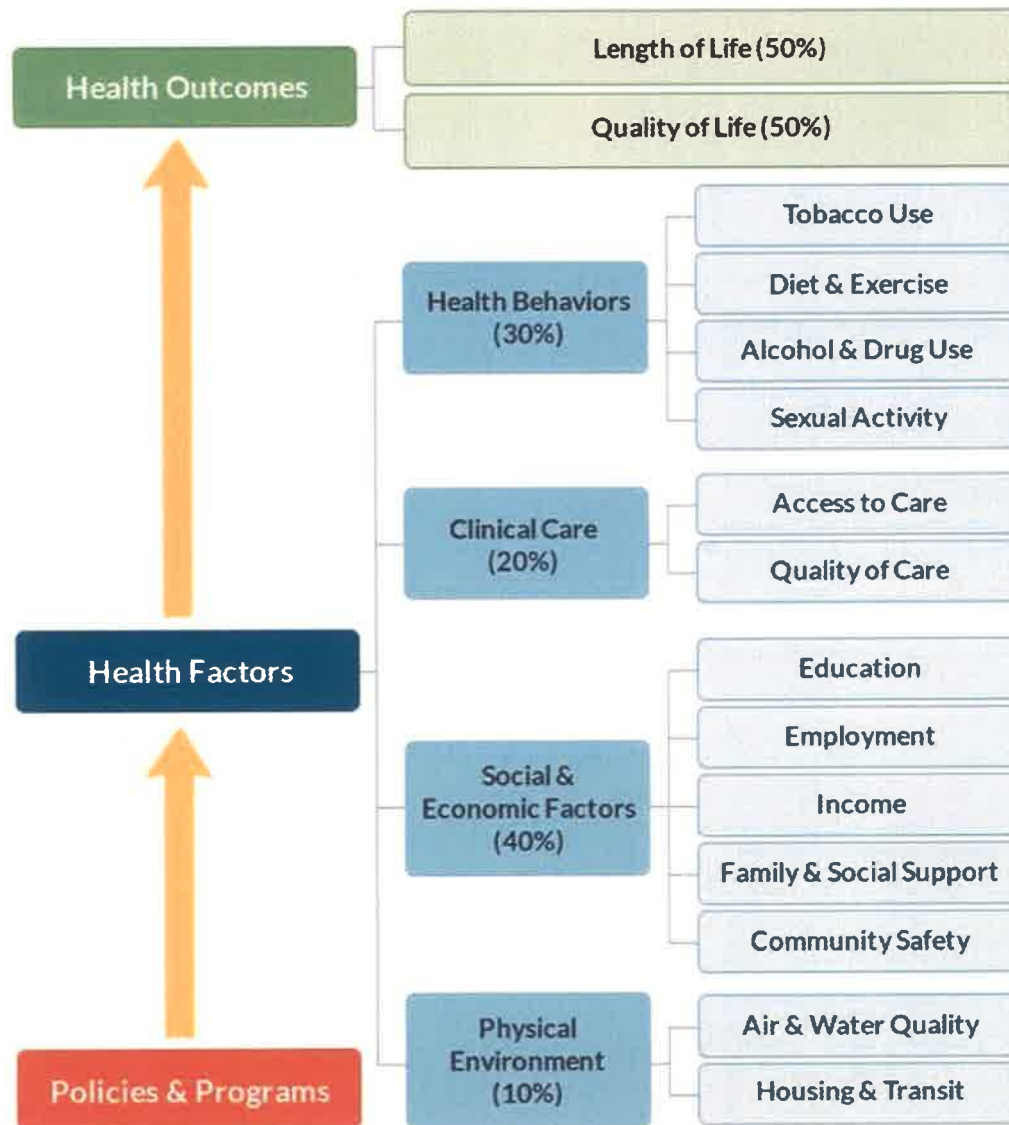 Health Outcomes
Length of Life (50%)
Quality of Life (50%)
Health Behaviors
(30%)
Tobacco Use
Diet & Exercise
Alcohol & Drug Use
Sexual Activity
Clinical Care
(20%)
Access to Care
Quality of Care
Health Factors
Social &
Economic Factors
(40%)
Education
Employment
Income
Family & Social Support
Community Safety
Physical
Environment
(10%)
Air & Water Quality
Housing & Transit
Policies & Programs